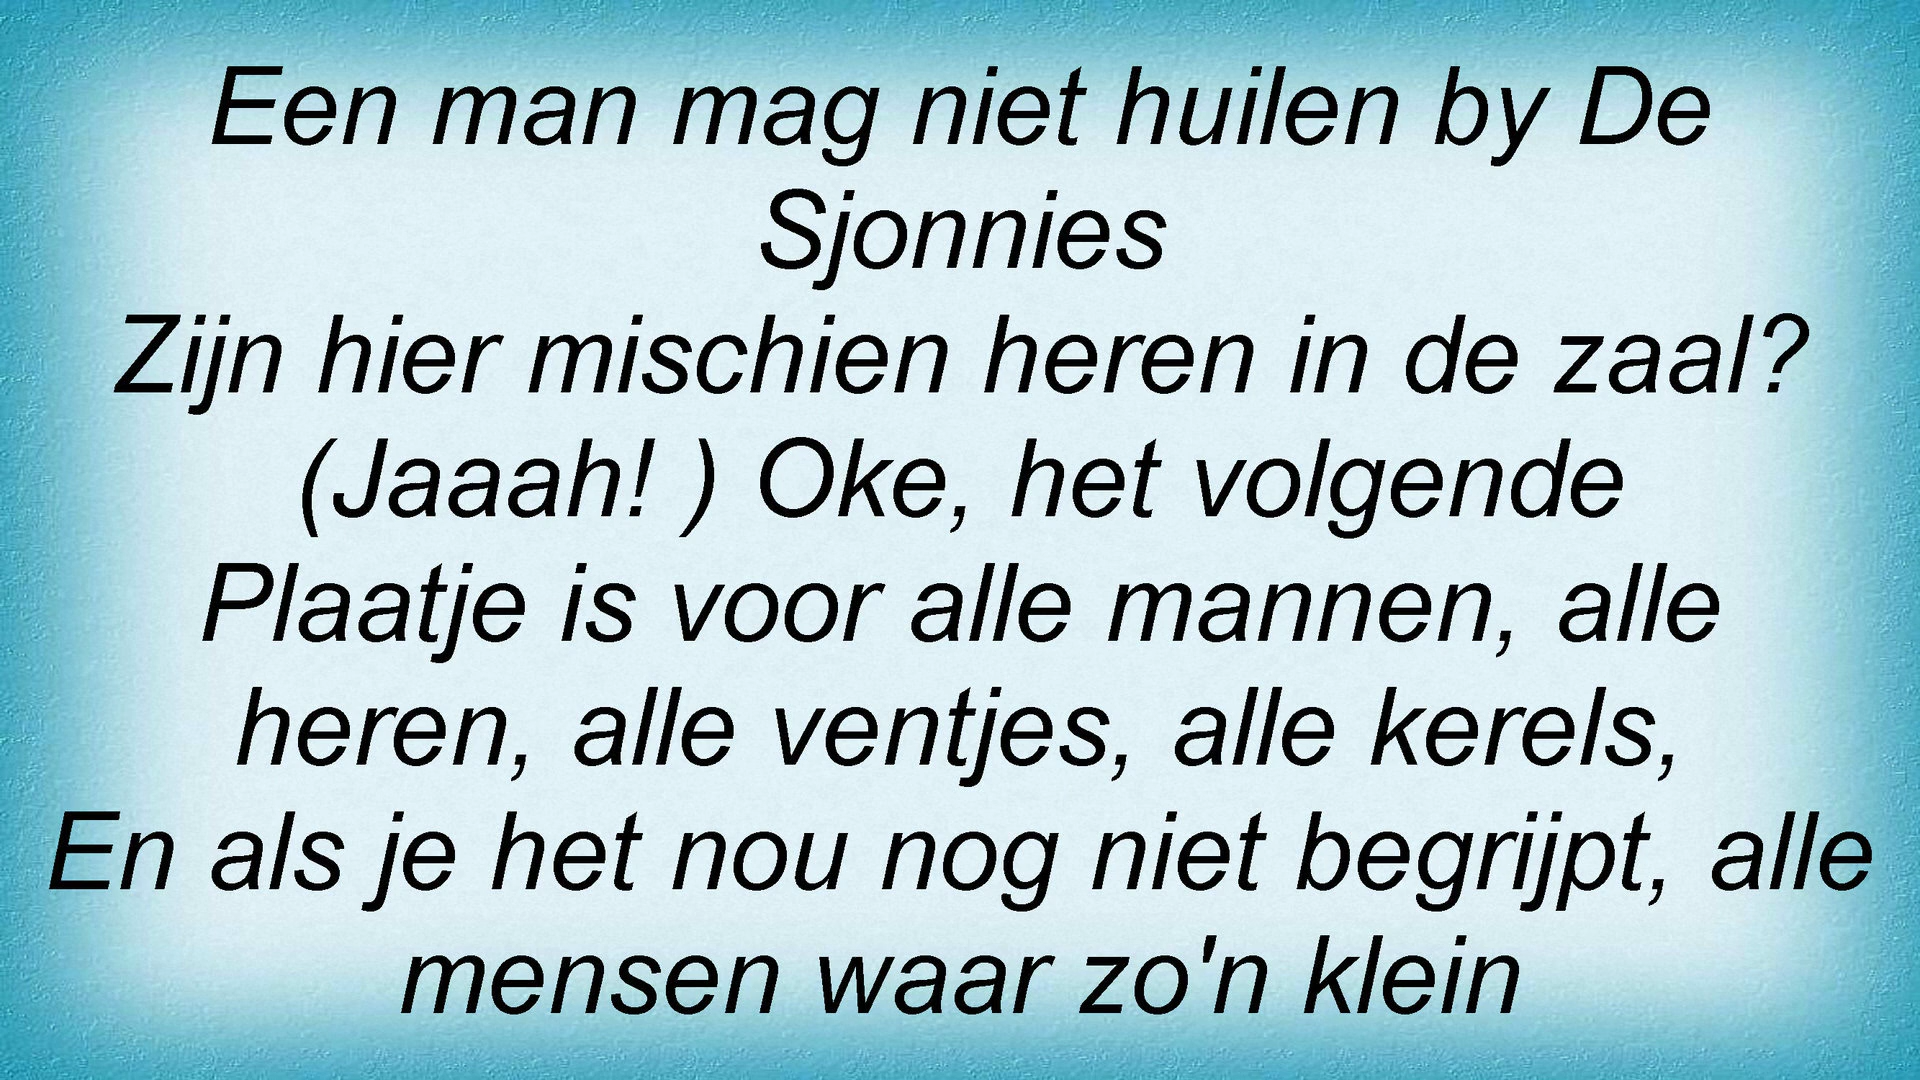 Een man mag niet huilen by De
Sjonnies
Zijn hier mischien heren in de zaal?
(Jaaah! ) Oke, het volgende
Plaatje is voor alle mannen, alle
heren, alle ventjes, alle kerels,
En als je het nou nog niet begrijpt, alle
mensen waar zo'n klein